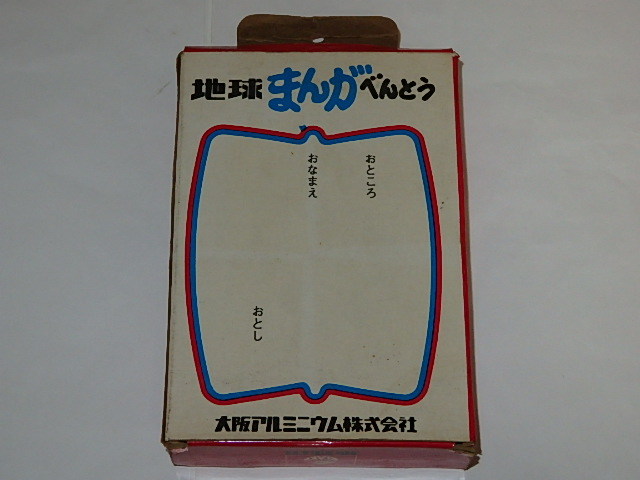 地球まんがべんとう
おところ
おなまえ
おとし
大阪アルミニウム株式会社